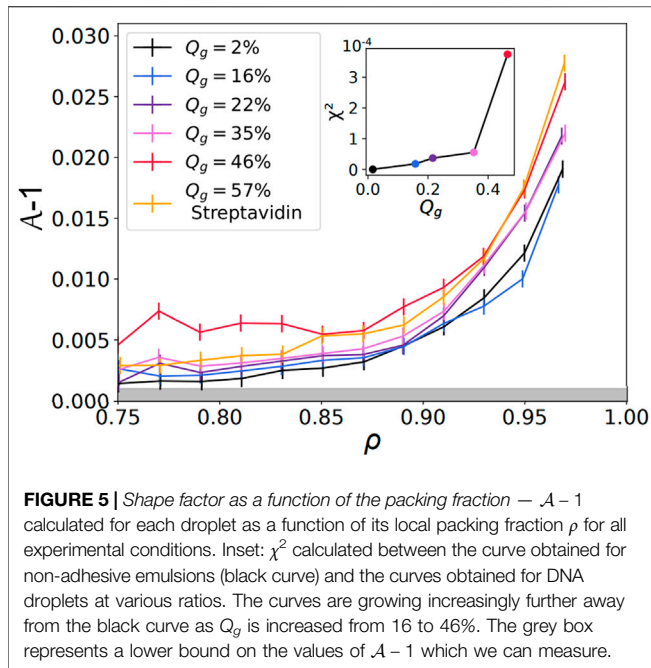 0.030
0.025
0.020
0.015
0.010
0.005
0.000
A-1
Q_g = 2%
Q_g = 16%
Q_g = 22%
Q_g = 35%
Q_g = 46%
Q_g = 57%
Streptavidin
10⁻⁴
3
2
1
0
χ²
0.0 0.2 0.4
Q_g
0.75 0.80 0.85 0.90 0.95 1.00
ρ
FIGURE 5 | Shape factor as a function of the packing fraction — 𝒜 – 1
calculated for each droplet as a function of its local packing fraction ρ for all
experimental conditions. Inset: χ² calculated between the curve obtained for
non-adhesive emulsions (black curve) and the curves obtained for DNA
droplets at various ratios. The curves are growing increasingly further away
from the black curve as Q_g is increased from 16 to 46%. The grey box
represents a lower bound on the values of 𝒜 – 1 which we can measure.